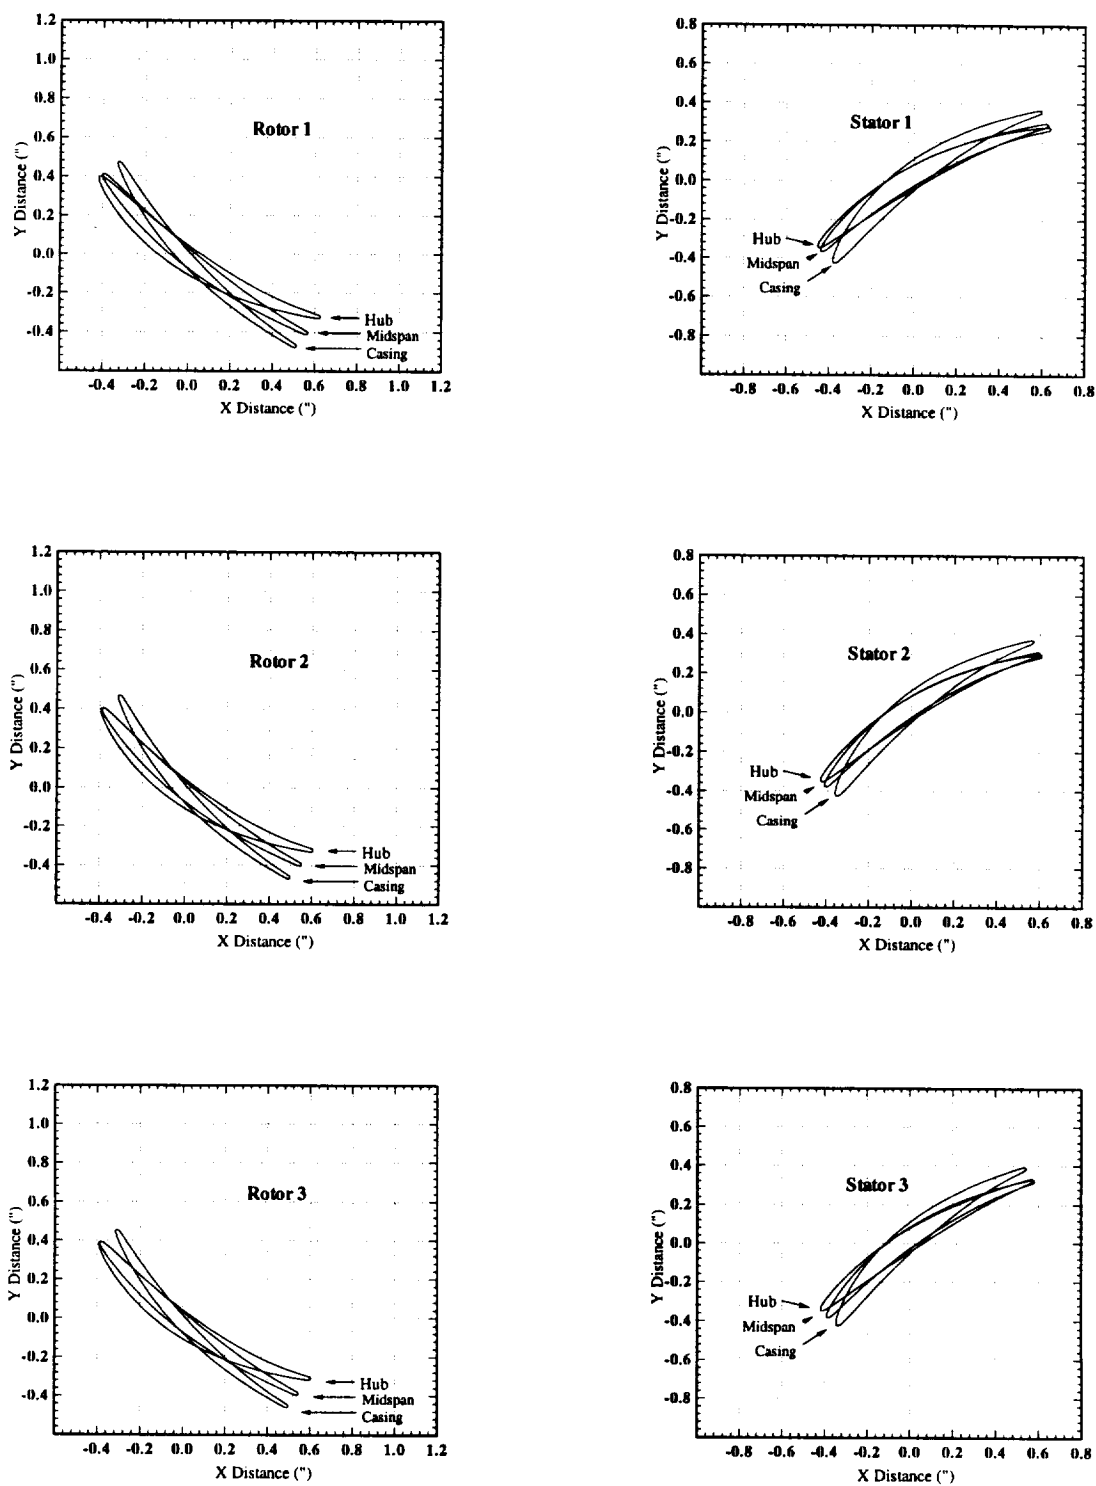 1.2
1.0
0.8
0.6
0.4
0.2
0.0
-0.2
-0.4
Y Distance (")
Rotor 1
Hub
Midspan
Casing
-0.4 -0.2 0.0 0.2 0.4 0.6 0.8 1.0 1.2
X Distance (")
0.8
0.6
0.4
0.2
0.0
-0.2
-0.4
-0.6
-0.8
Y Distance (")
Stator 1
Hub
Midspan
Casing
-0.8 -0.6 -0.4 -0.2 0.0 0.2 0.4 0.6 0.8
X Distance (")
1.2
1.0
0.8
0.6
0.4
0.2
0.0
-0.2
-0.4
Y Distance (")
Rotor 2
Hub
Midspan
Casing
-0.4 -0.2 0.0 0.2 0.4 0.6 0.8 1.0 1.2
X Distance (")
0.8
0.6
0.4
0.2
0.0
-0.2
-0.4
-0.6
-0.8
Y Distance (")
Stator 2
Hub
Midspan
Casing
-0.8 -0.6 -0.4 -0.2 0.0 0.2 0.4 0.6 0.8
X Distance (")
1.2
1.0
0.8
0.6
0.4
0.2
0.0
-0.2
-0.4
Y Distance (")
Rotor 3
Hub
Midspan
Casing
-0.4 -0.2 0.0 0.2 0.4 0.6 0.8 1.0 1.2
X Distance (")
0.8
0.6
0.4
0.2
0.0
-0.2
-0.4
-0.6
-0.8
Y Distance (")
Stator 3
Hub
Midspan
Casing
-0.8 -0.6 -0.4 -0.2 0.0 0.2 0.4 0.6 0.8
X Distance (")